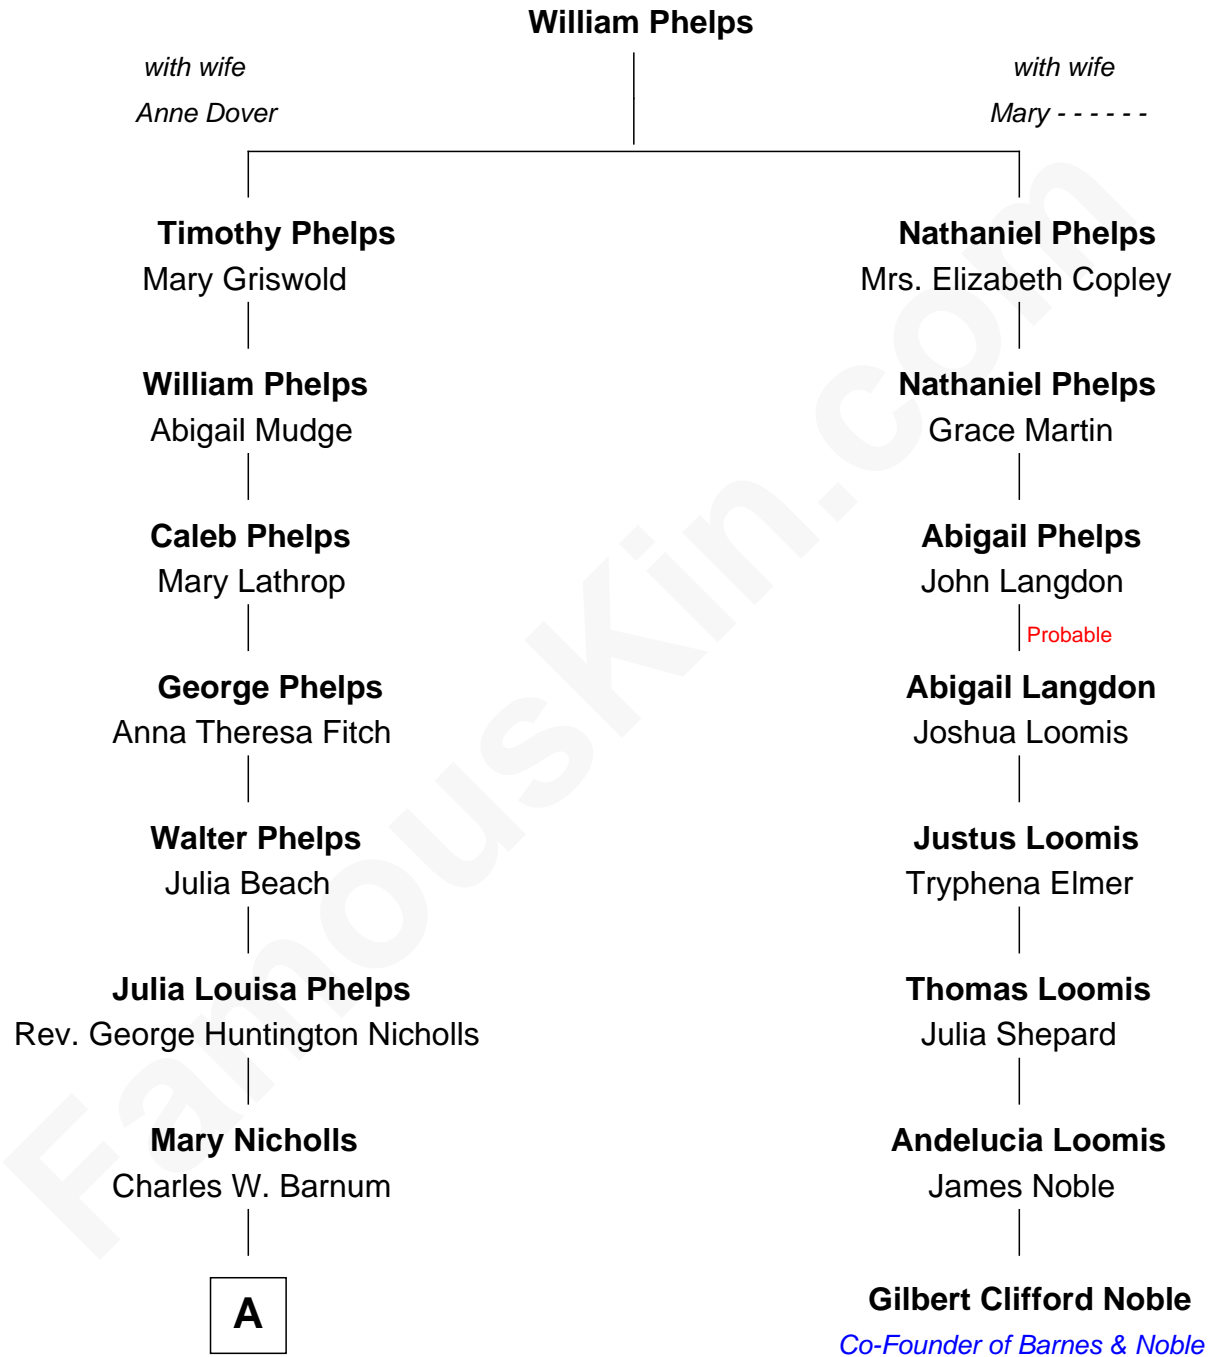 William Phelps
with wife
Anne Dover
with wife
Mary - - - - - -
Timothy Phelps
Mary Griswold
Nathaniel Phelps
Mrs. Elizabeth Copley
William Phelps
Abigail Mudge
Nathaniel Phelps
Grace Martin
Caleb Phelps
Mary Lathrop
Abigail Phelps
John Langdon
Probable
George Phelps
Anna Theresa Fitch
Abigail Langdon
Joshua Loomis
Walter Phelps
Julia Beach
Justus Loomis
Tryphena Elmer
Julia Louisa Phelps
Rev. George Huntington Nicholls
Thomas Loomis
Julia Shepard
Mary Nicholls
Charles W. Barnum
Andelucia Loomis
James Noble
A
Gilbert Clifford Noble
Co-Founder of Barnes & Noble
FamousKin.com